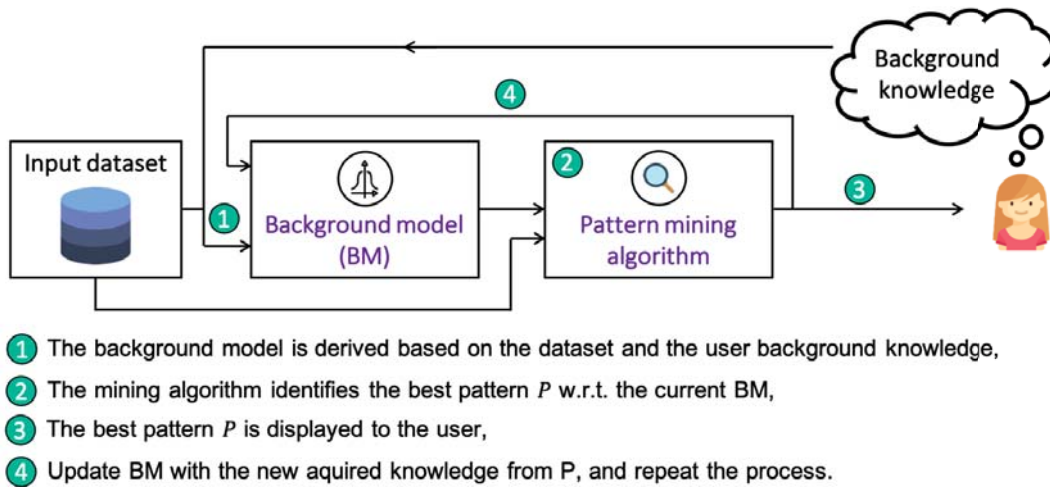 Background
knowledge
4
Input dataset
2
3
1
Background model
(BM)
Pattern mining
algorithm
1 The background model is derived based on the dataset and the user background knowledge,
2 The mining algorithm identifies the best pattern P w.r.t. the current BM,
3 The best pattern P is displayed to the user,
4 Update BM with the new aquired knowledge from P, and repeat the process.